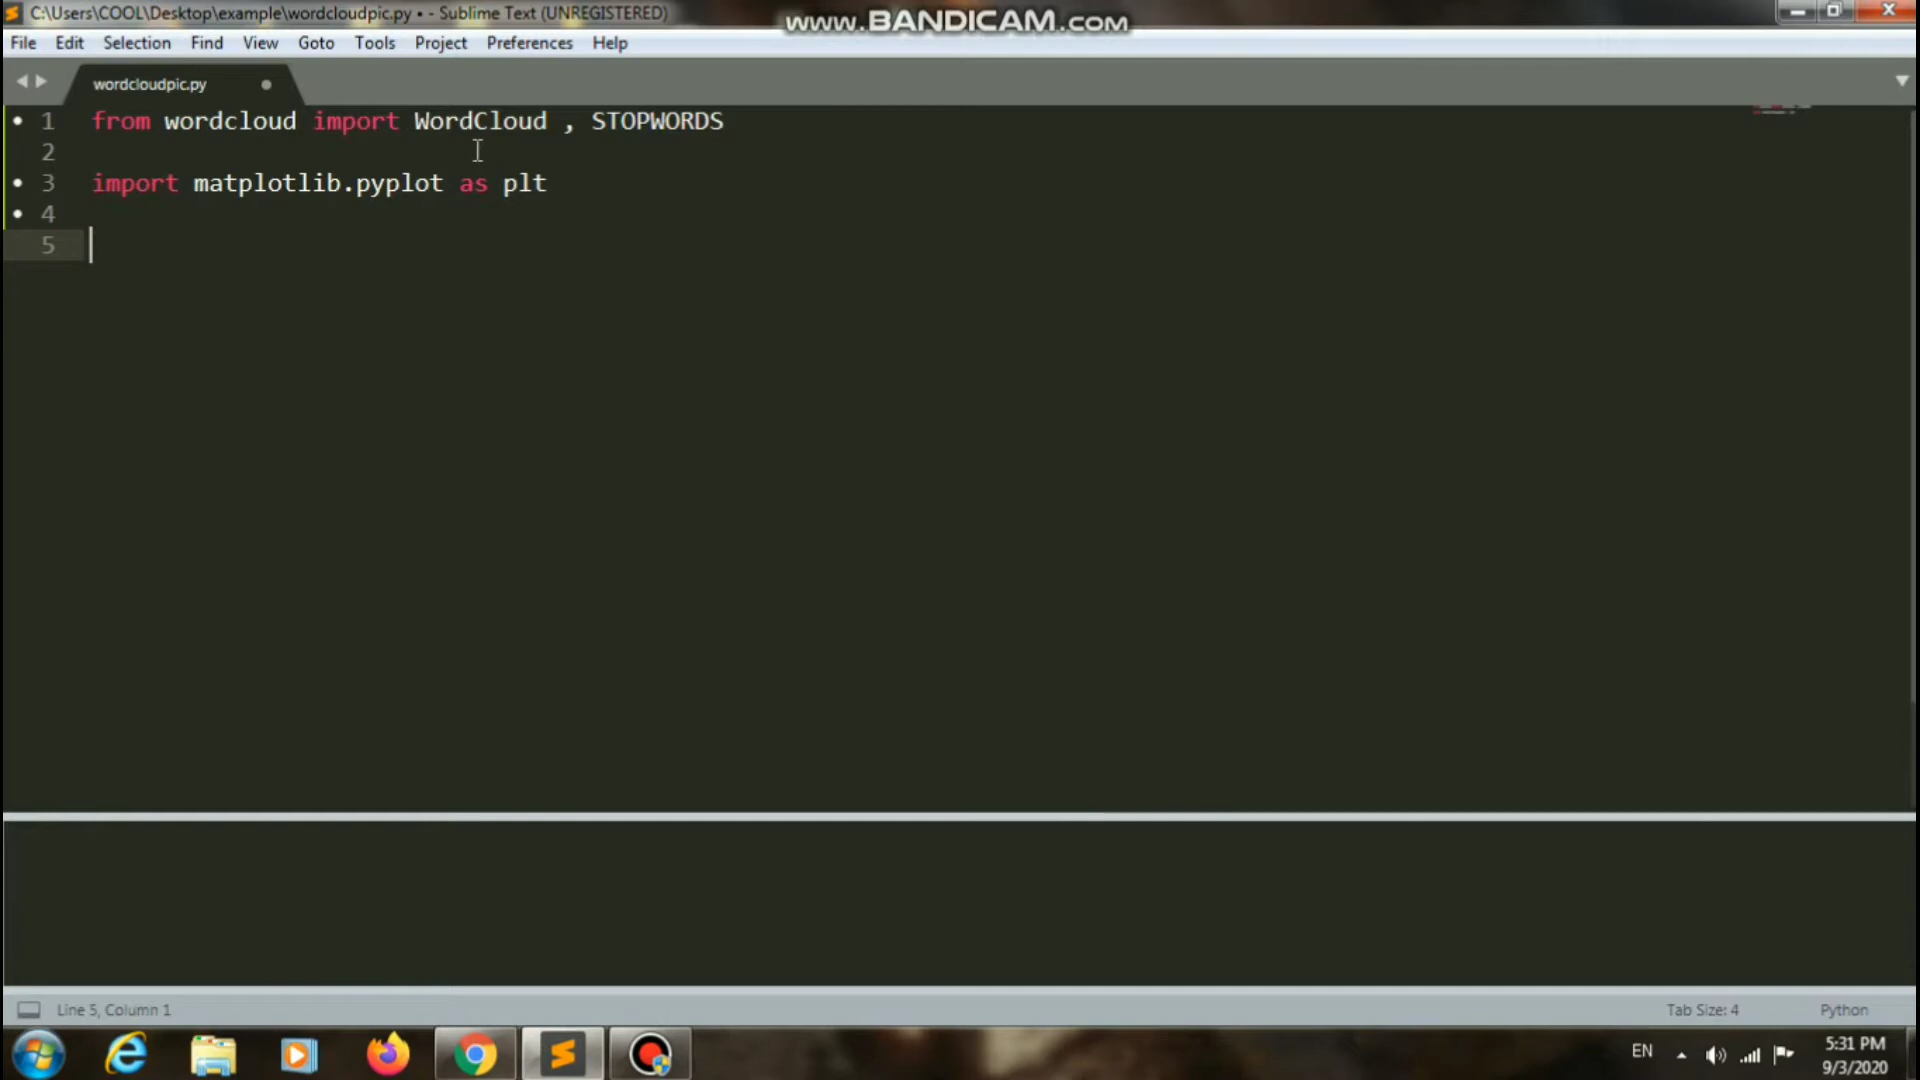 C:\Users\COOL\Desktop\example\wordcloudpic.py • - Sublime Text (UNREGISTERED)
www.BANDICAM.com
File Edit Selection Find View Goto Tools Project Preferences Help
wordcloudpic.py
1 from wordcloud import WordCloud , STOPWORDS
2
3 import matplotlib.pyplot as plt
4
5
Line 5, Column 1
Tab Size: 4
Python
EN
5:31 PM
9/3/2020